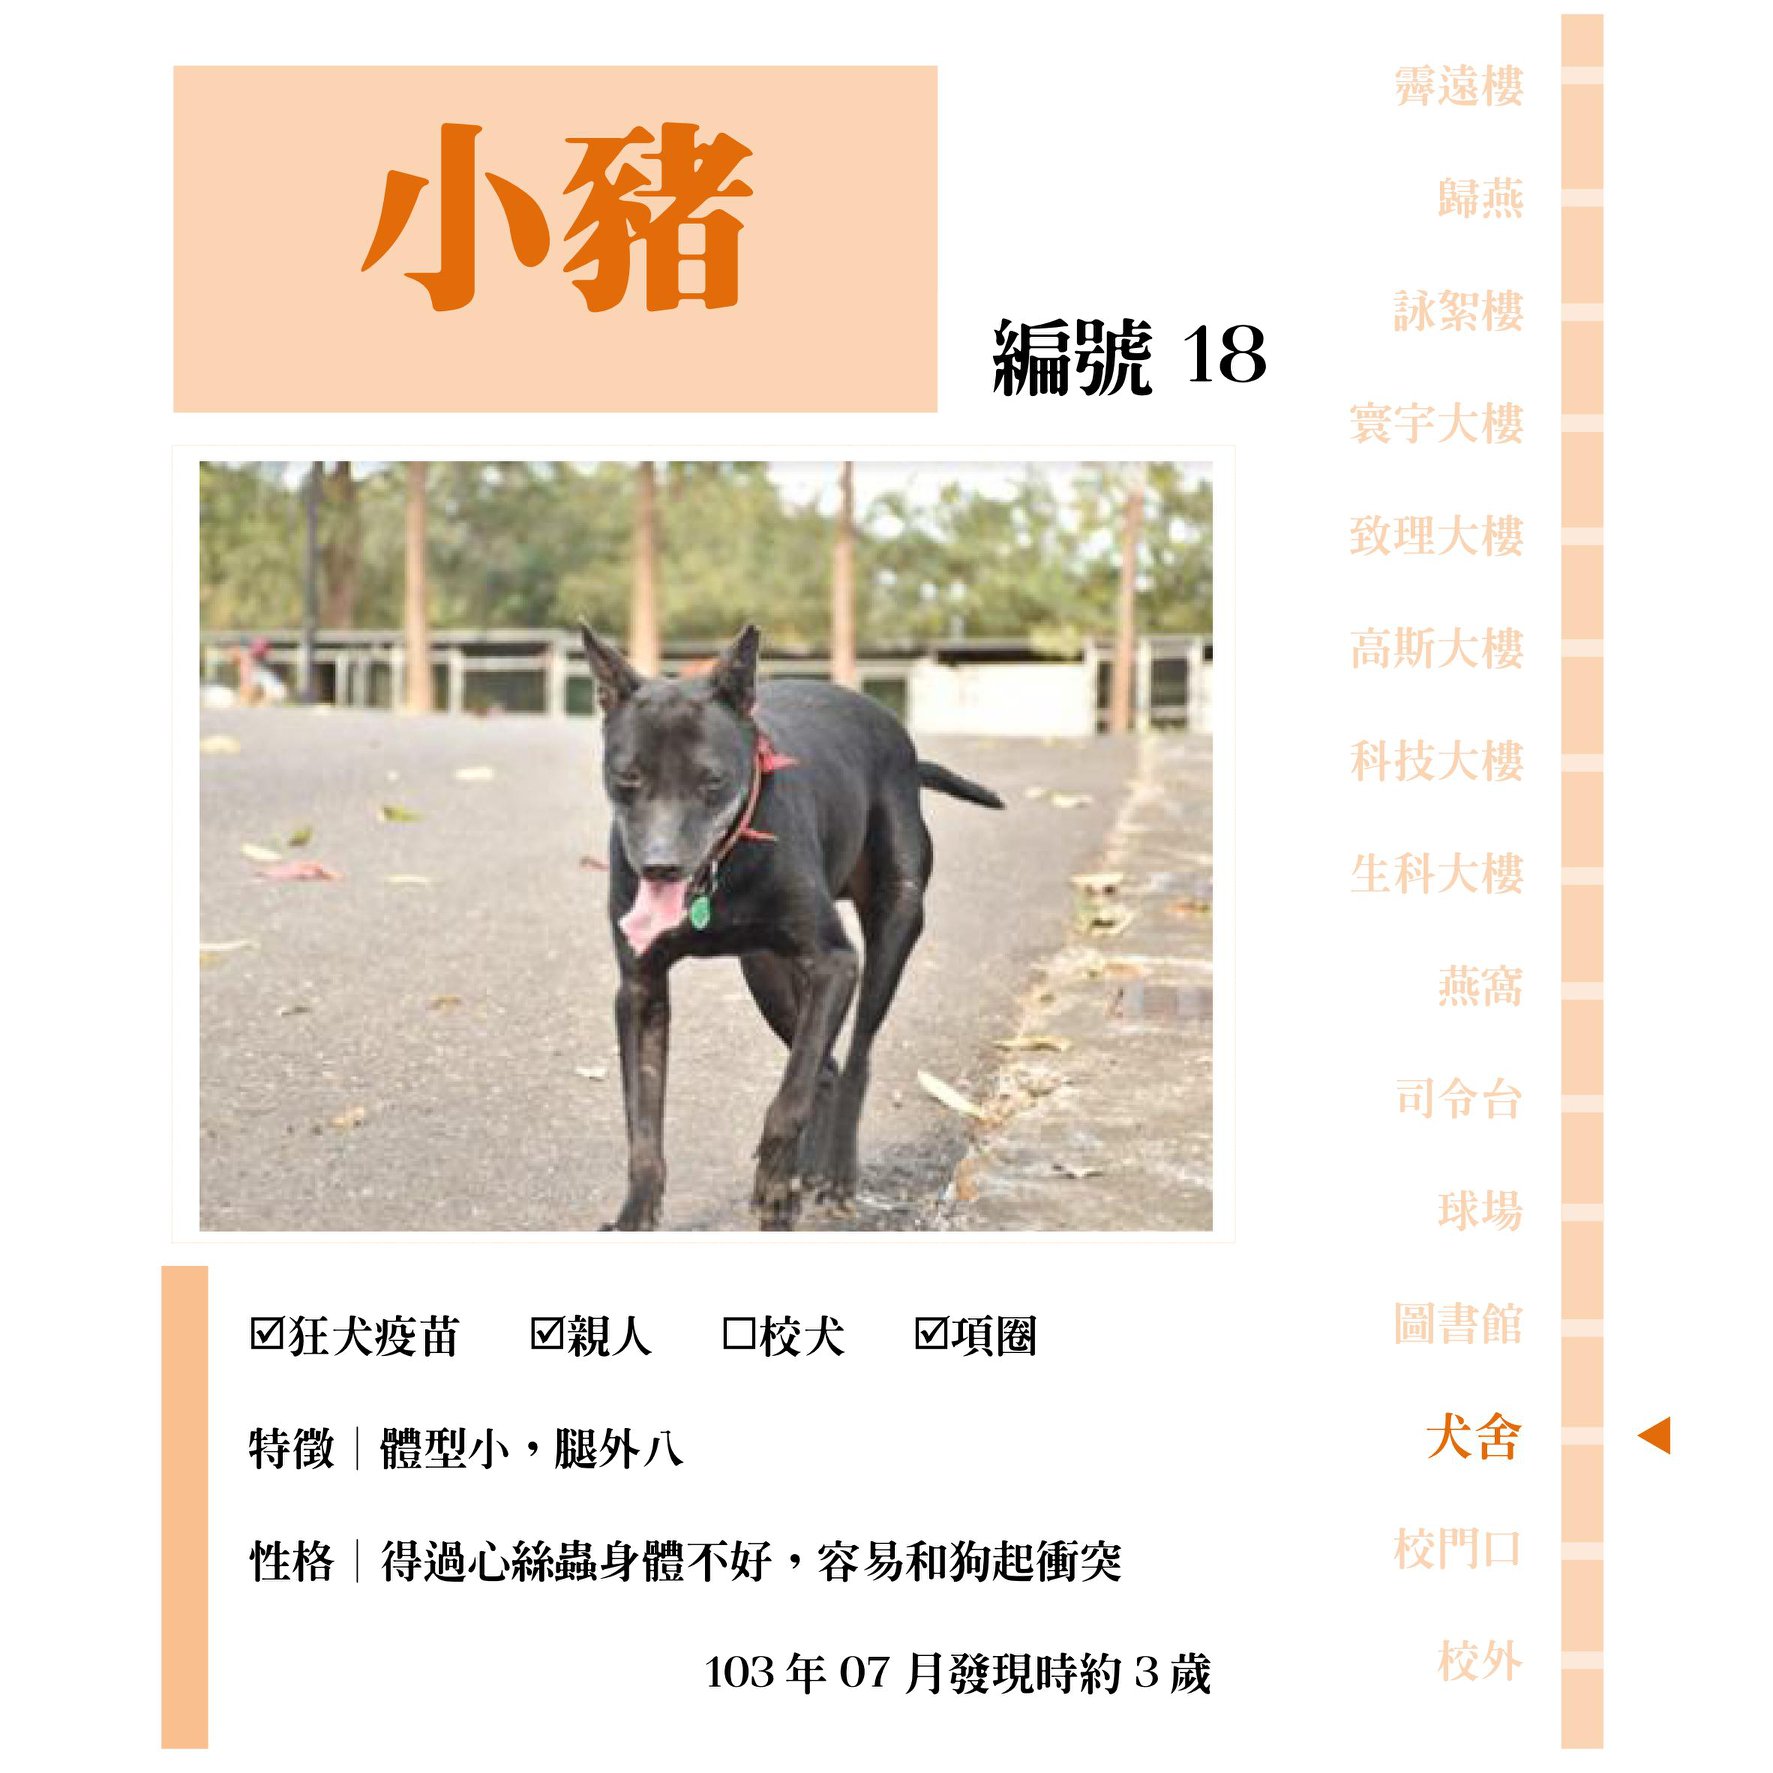 小豬
編號 18
☑狂犬疫苗 ☑親人 ☐校犬 ☑項圈
特徵｜體型小，腿外八
性格｜得過心絲蟲身體不好，容易和狗起衝突
103 年 07 月發現時約 3 歲
霽遠樓
歸燕
詠絮樓
寰宇大樓
致理大樓
高斯大樓
科技大樓
生科大樓
燕窩
司令台
球場
圖書館
犬舍
校門口
校外